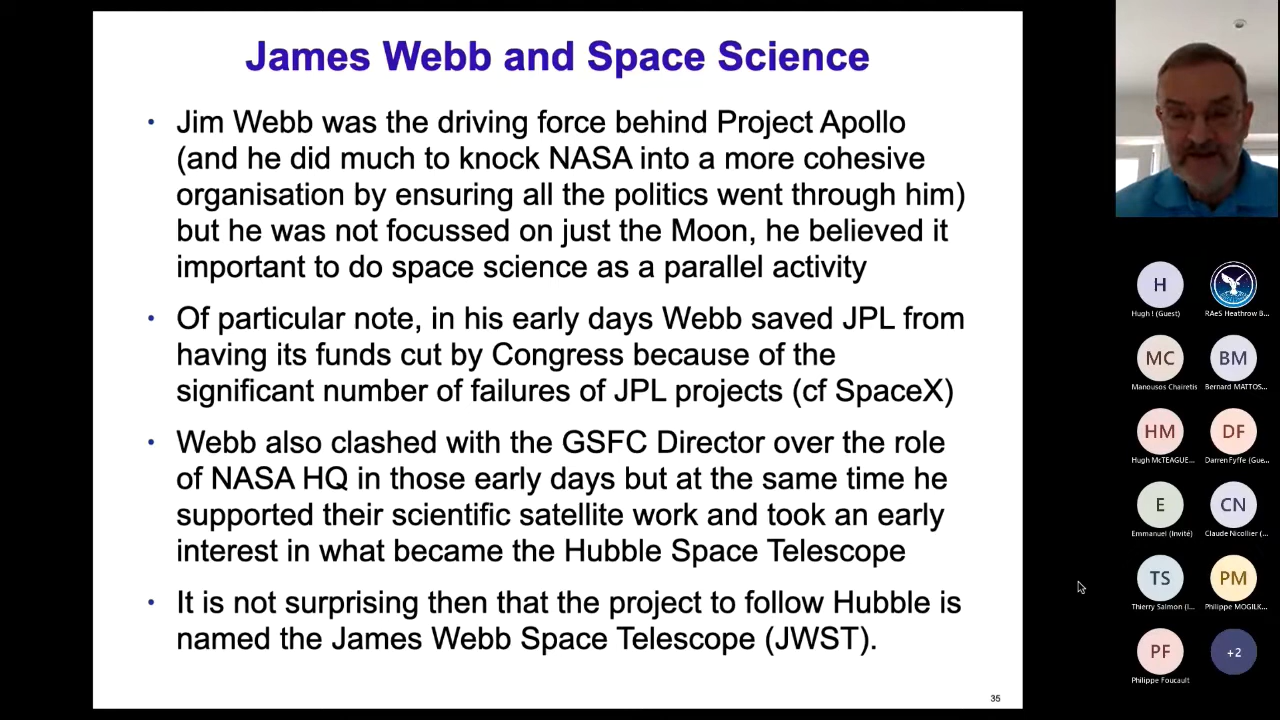 James Webb and Space Science
• Jim Webb was the driving force behind Project Apollo
(and he did much to knock NASA into a more cohesive
organisation by ensuring all the politics went through him)
but he was not focussed on just the Moon, he believed it
important to do space science as a parallel activity
• Of particular note, in his early days Webb saved JPL from
having its funds cut by Congress because of the
significant number of failures of JPL projects (cf SpaceX)
• Webb also clashed with the GSFC Director over the role
of NASA HQ in those early days but at the same time he
supported their scientific satellite work and took an early
interest in what became the Hubble Space Telescope
• It is not surprising then that the project to follow Hubble is
named the James Webb Space Telescope (JWST).
35
H
Hugh ! (Guest)
RAeS Heathrow B...
MC
Manousos Chairetis
BM
Bernard MATTOS...
HM
Hugh McTEAGUE...
DF
Darren Fyffe (Gue...
E
Emmanuel (Invité)
CN
Claude Nicollier (...
TS
Thierry Salmon (I...
PM
Philippe MOGILK...
PF
Philippe Foucault
+2